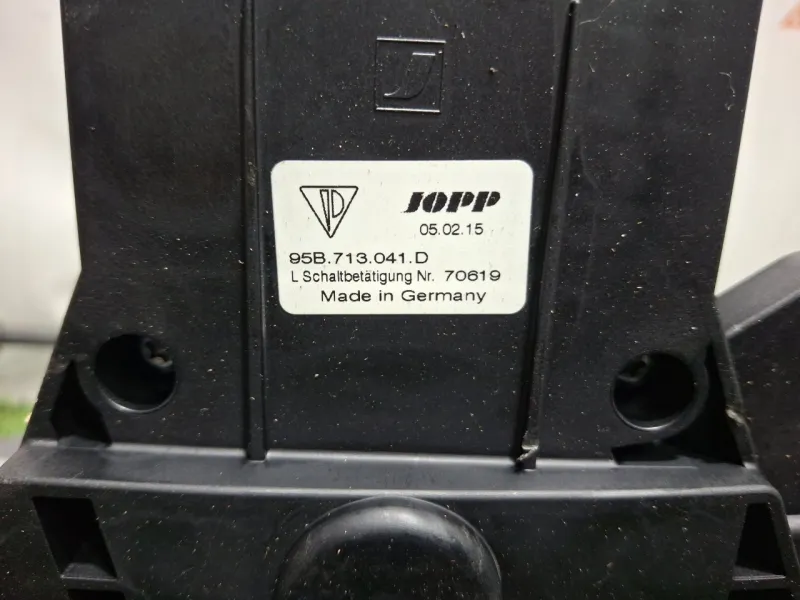 JOPP
05.02.15
95B.713.041.D
L Schaltbetätigung Nr. 70619
Made in Germany